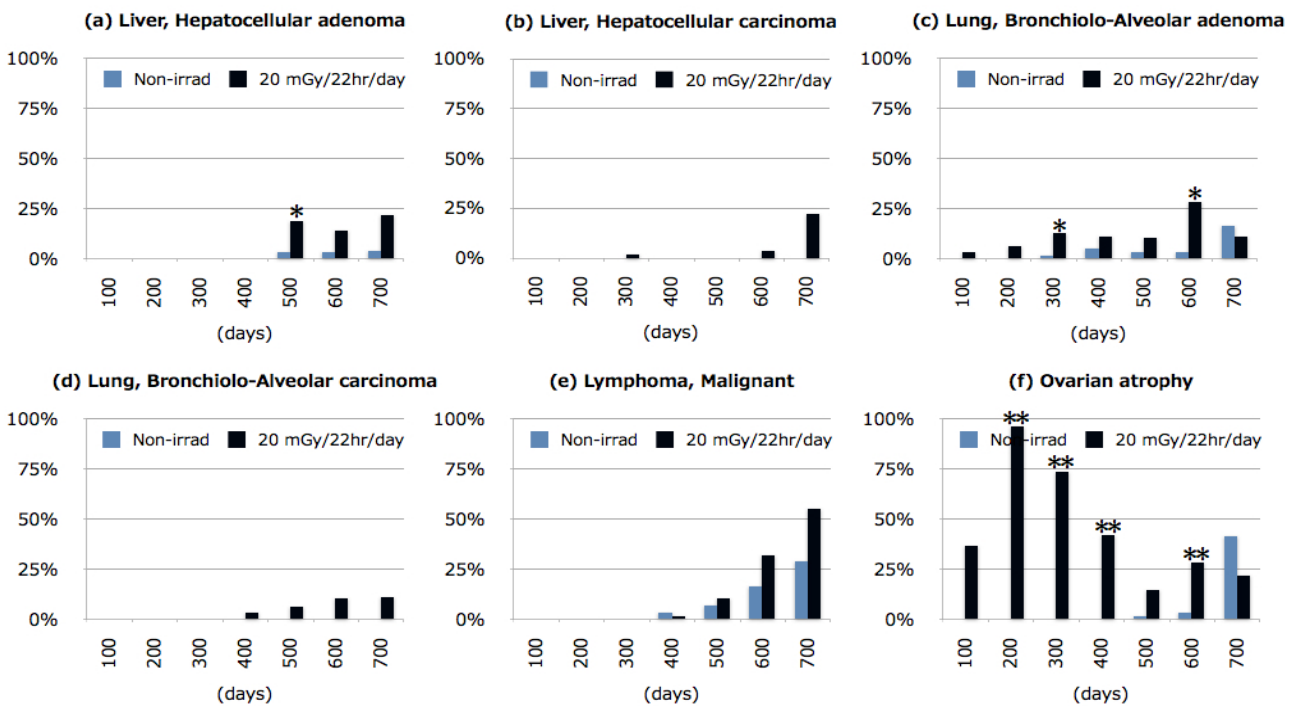 (a) Liver, Hepatocellular adenoma
100%
Non-irrad 20 mGy/22hr/day
75%
50%
*
25%
0%
100 200 300 400 500 600 700
(days)
(b) Liver, Hepatocellular carcinoma
100%
Non-irrad 20 mGy/22hr/day
75%
50%
25%
0%
100 200 300 400 500 600 700
(days)
(c) Lung, Bronchiolo-Alveolar adenoma
100%
Non-irrad 20 mGy/22hr/day
75%
50%
* *
25%
0%
100 200 300 400 500 600 700
(days)
(d) Lung, Bronchiolo-Alveolar carcinoma
100%
Non-irrad 20 mGy/22hr/day
75%
50%
25%
0%
100 200 300 400 500 600 700
(days)
(e) Lymphoma, Malignant
100%
Non-irrad 20 mGy/22hr/day
75%
50%
25%
0%
100 200 300 400 500 600 700
(days)
(f) Ovarian atrophy
100% **
Non-irrad 20 mGy/22hr/day
75% **
50% **
** 
25%
0%
100 200 300 400 500 600 700
(days)